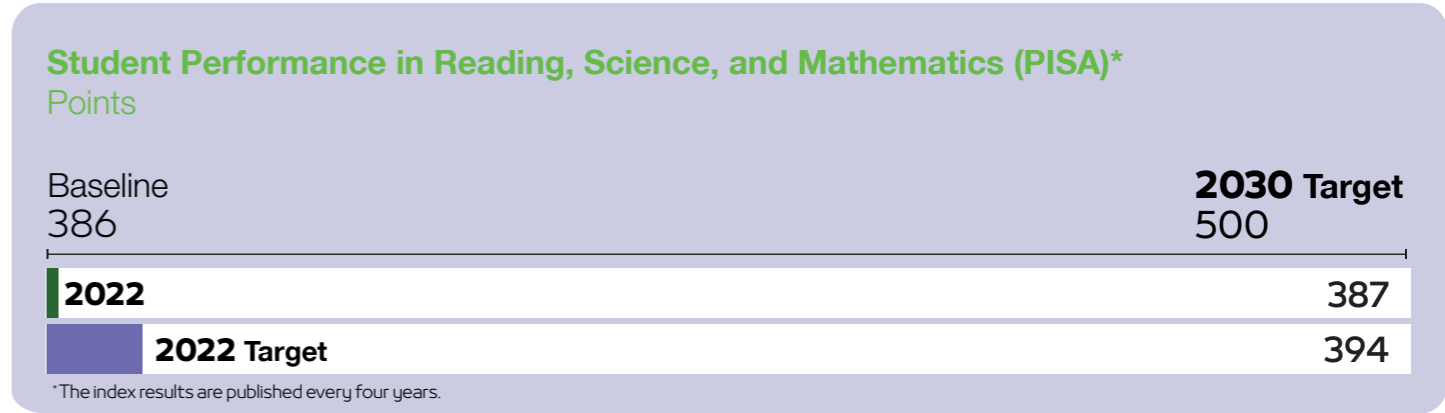 Student Performance in Reading, Science, and Mathematics (PISA)*
Points
Baseline
386
2030 Target
500
2022 387
2022 Target 394
*The index results are published every four years.